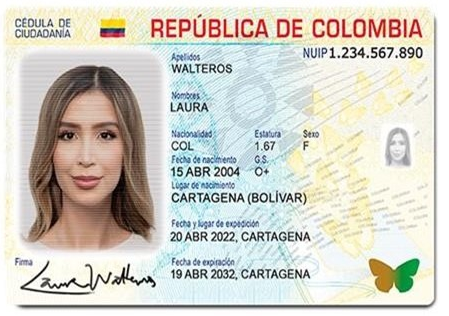 CÉDULA DE
CIUDADANÍA
REPÚBLICA DE COLOMBIA
NUIP 1.234.567.890
Apellidos
WALTEROS
Nombres
LAURA
Nacionalidad Estatura Sexo
COL 1.67 F
Fecha de nacimiento G.S.
15 ABR 2004 O+
Lugar de nacimiento
CARTAGENA (BOLÍVAR)
Fecha y lugar de expedición
20 ABR 2022, CARTAGENA
Fecha de expiración
19 ABR 2032, CARTAGENA
Firma
Laura Walteros